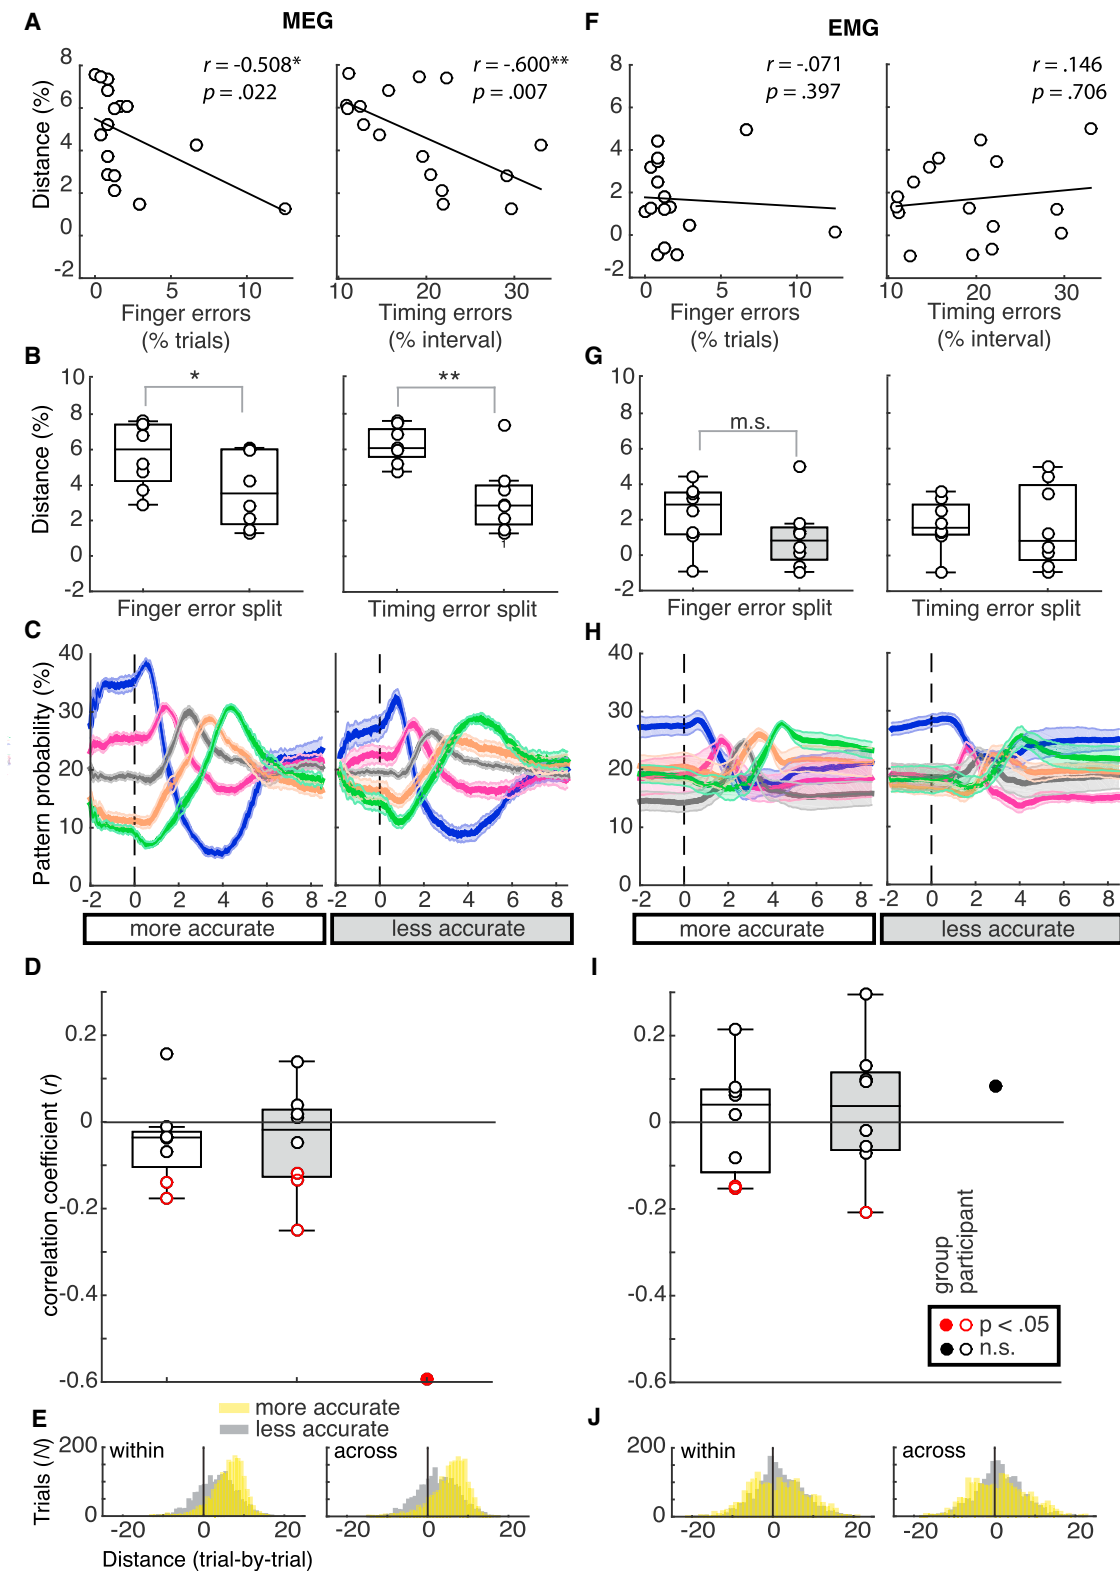 MEG
EMG
A
r = -0.508*
p = .022
r = -.600**
p = .007
Distance (%)
8
6
4
2
0
-2
0 5 10
10 20 30
Finger errors
(% trials)
Timing errors
(% interval)
F
r = -.071
p = .397
r = .146
p = .706
8
6
4
2
0
-2
0 5 10
10 20 30
Finger errors
(% trials)
Timing errors
(% interval)
B
Distance (%)
10
8
6
4
2
0
-2
*
**
Finger error split
Timing error split
G
10
8
6
4
2
0
-2
m.s.
Finger error split
Timing error split
C
Pattern probability (%)
40
30
20
10
0
-2 0 2 4 6 8
-2 0 2 4 6 8
more accurate
less accurate
H
40
30
20
10
0
-2 0 2 4 6 8
-2 0 2 4 6 8
more accurate
less accurate
D
correlation coefficient (r)
0.2
0
-0.2
-0.4
-0.6
I
0.2
0
-0.2
-0.4
-0.6
group
participant
p < .05
n.s.
E
more accurate
less accurate
Trials (N)
200
0
within
across
-20 0 20
-20 0 20
Distance (trial-by-trial)
J
200
0
within
across
-20 0 20
-20 0 20